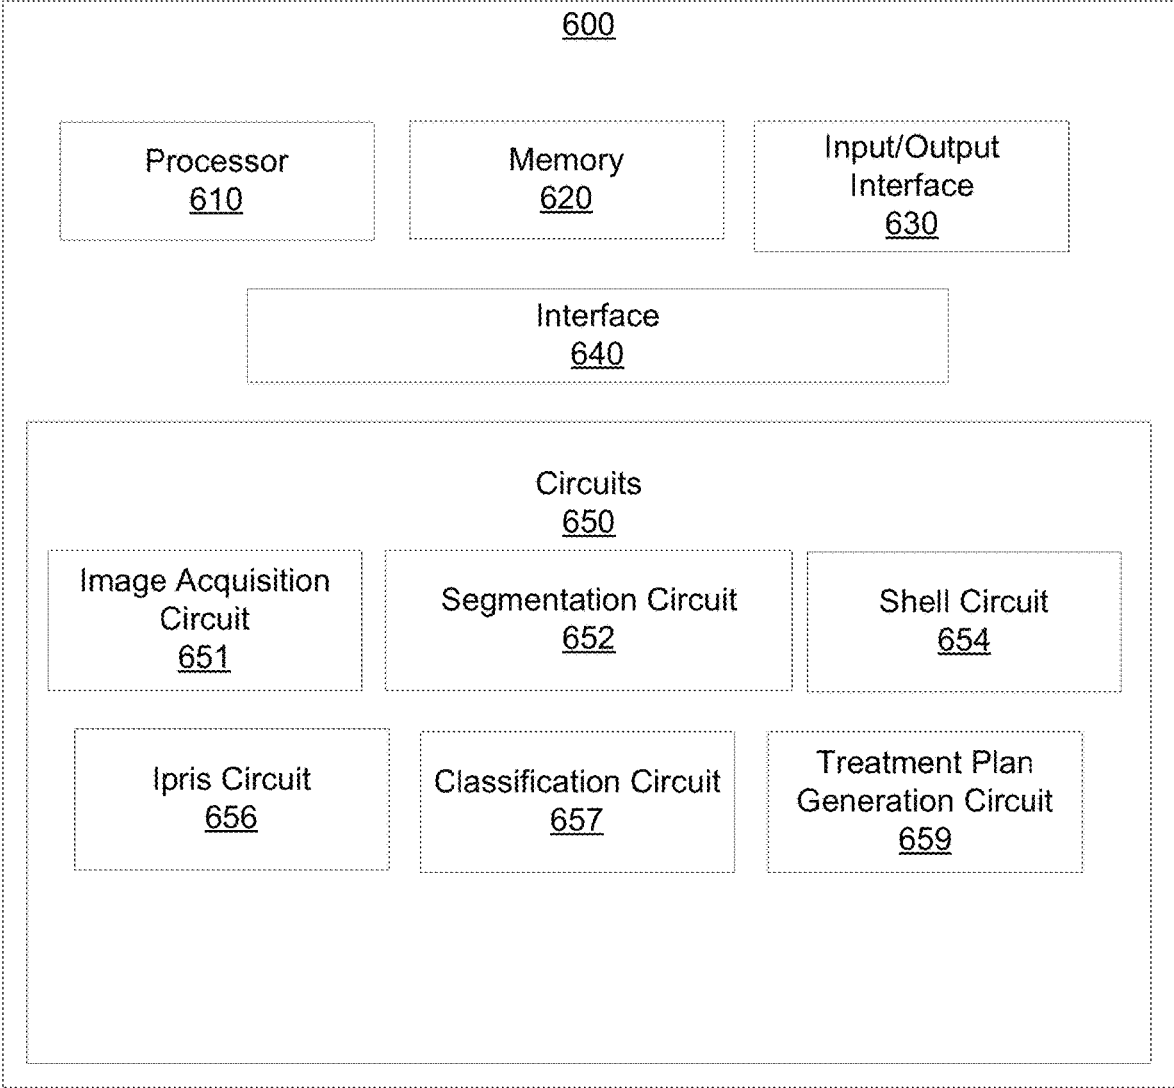 600
Processor
610
Memory
620
Input/Output
Interface
630
Interface
640
Circuits
650
Image Acquisition
Circuit
651
Segmentation Circuit
652
Shell Circuit
654
Ipris Circuit
656
Classification Circuit
657
Treatment Plan
Generation Circuit
659